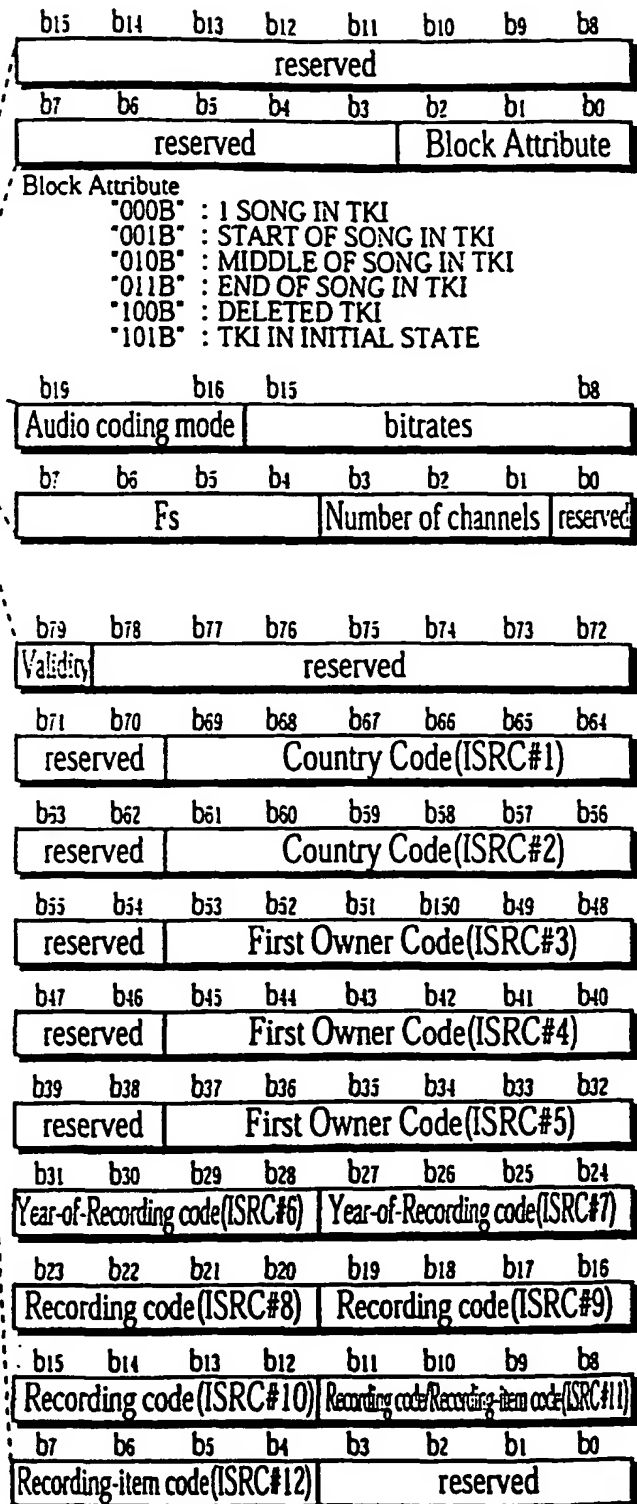 b15 b14 b13 b12 b11 b10 b9 b8
reserved
b7 b6 b5 b4 b3 b2 b1 b0
reserved Block Attribute
Block Attribute
"000B" : 1 SONG IN TKI
"001B" : START OF SONG IN TKI
"010B" : MIDDLE OF SONG IN TKI
"011B" : END OF SONG IN TKI
"100B" : DELETED TKI
"101B" : TKI IN INITIAL STATE
b19 b16 b15 b8
Audio coding mode bitrates
b7 b6 b5 b4 b3 b2 b1 b0
Fs Number of channels reserved
b79 b78 b77 b76 b75 b74 b73 b72
Validity reserved
b71 b70 b69 b68 b67 b66 b65 b64
reserved Country Code(ISRC#1)
b53 b62 b61 b60 b59 b58 b57 b56
reserved Country Code(ISRC#2)
b55 b54 b53 b52 b51 b150 b49 b48
reserved First Owner Code(ISRC#3)
b47 b46 b45 b44 b43 b42 b41 b40
reserved First Owner Code(ISRC#4)
b39 b38 b37 b36 b35 b34 b33 b32
reserved First Owner Code(ISRC#5)
b31 b30 b29 b28 b27 b26 b25 b24
Year-of-Recording code(ISRC#6) Year-of-Recording code(ISRC#7)
b23 b22 b21 b20 b19 b18 b17 b16
Recording code(ISRC#8) Recording code(ISRC#9)
b15 b14 b13 b12 b11 b10 b9 b8
Recording code(ISRC#10) Recording code/Recording-item code(ISRC#11)
b7 b6 b5 b4 b3 b2 b1 b0
Recording-item code(ISRC#12) reserved